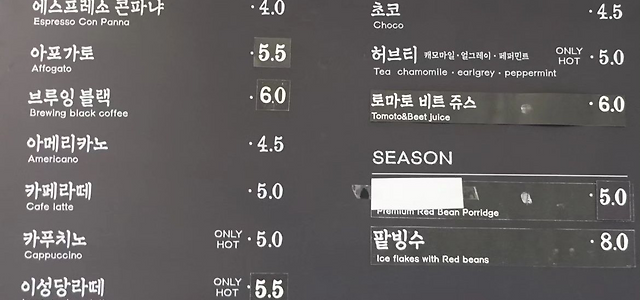 에스프레소 콘파냐 · 4.0
Espresso Con Panna
아포가토 · 5.5
Affogato
브루잉 블랙 · 6.0
Brewing black coffee
아메리카노 · 4.5
Americano
카페라떼 · 5.0
Cafe latte
카푸치노 ONLY HOT · 5.0
Cappuccino
이성당라떼 ONLY HOT · 5.5
초코 · 4.5
Choco
허브티 캐모마일 · 얼그레이 · 페퍼민트 ONLY HOT · 5.0
Tea chamomile · earlgrey · peppermint
토마토 비트 쥬스 · 6.0
Tomoto&Beet juice
SEASON
· 5.0
Premium Red Bean Porridge
팥빙수 · 8.0
Ice flakes with Red beans